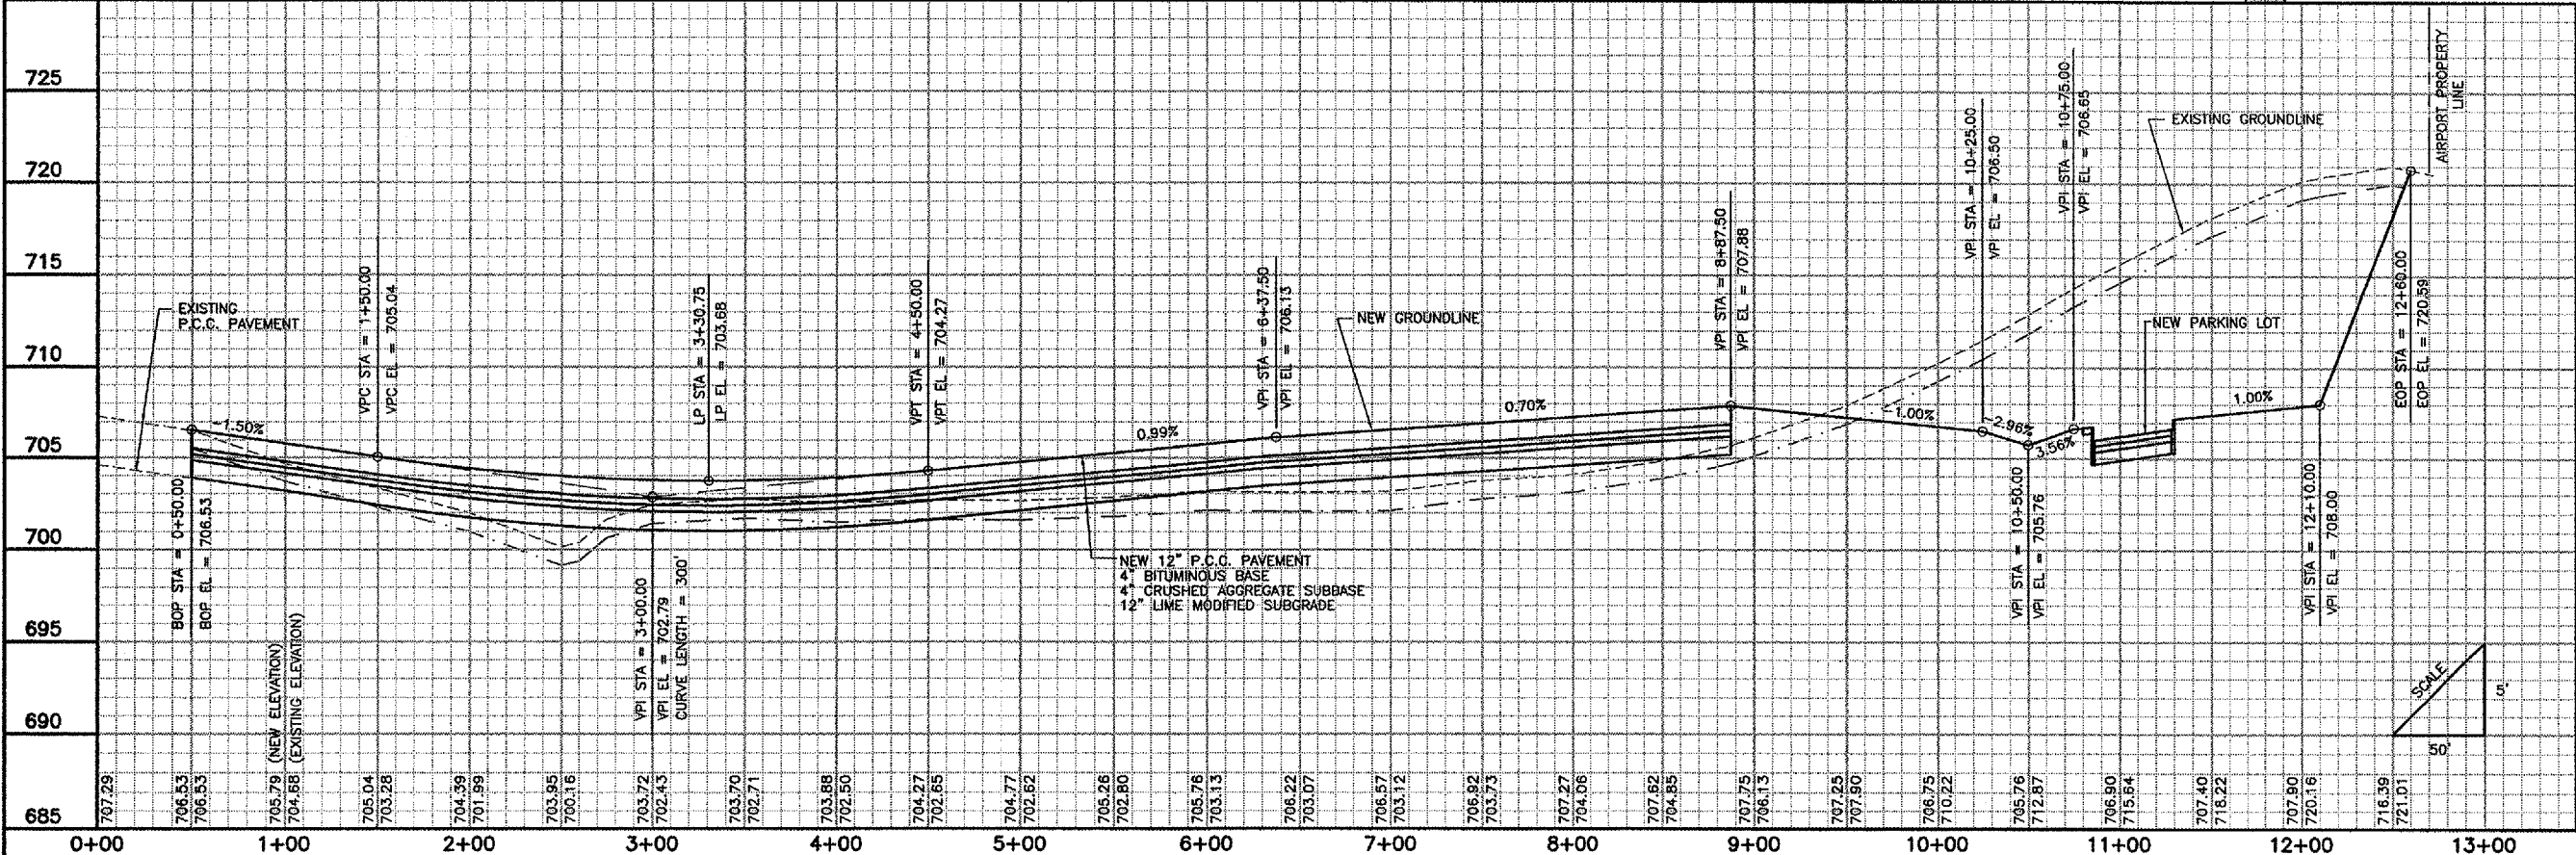 725
720
715
710
705
700
695
690
685
EXISTING
P.C.C. PAVEMENT
BOP STA = 0+50.00
BOP EL = 706.53
-1.50%
VPC STA = 1+50.00
VPC EL = 705.04
VPI STA = 3+00.00
VPI EL = 702.79
CURVE LENGTH = 300'
LP STA = 3+30.75
LP EL = 703.68
VPT STA = 4+50.00
VPT EL = 704.27
0.99%
NEW 12" P.C.C. PAVEMENT
4" BITUMINOUS BASE
4" CRUSHED AGGREGATE SUBBASE
12" LIME MODIFIED SUBGRADE
VPI STA = 6+37.50
VPI EL = 706.13
NEW GROUNDLINE
0.70%
VPI STA = 8+87.50
VPI EL = 707.88
-1.00%
VPI STA = 10+25.00
VPI EL = 706.50
-2.96%
VPI STA = 10+50.00
VPI EL = 705.76
3.56%
VPI STA = 10+75.00
VPI EL = 706.65
EXISTING GROUNDLINE
NEW PARKING LOT
1.00%
VPI STA = 12+10.00
VPI EL = 708.00
EOP STA = 12+60.00
EOP EL = 720.59
AIRPORT PROPERTY
LINE
SCALE
5'
50'
(NEW ELEVATION)
(EXISTING ELEVATION)
707.29
706.53
706.53
705.79
704.68
705.04
703.28
704.39
701.99
703.95
700.16
703.72
702.43
703.70
702.71
703.88
702.50
704.27
702.65
704.77
702.62
705.26
702.80
705.76
703.13
706.22
703.07
706.57
703.12
706.92
703.73
707.27
704.06
707.62
704.85
707.75
706.13
707.25
707.90
706.75
710.22
705.76
712.87
706.90
715.64
707.40
718.22
707.90
720.16
716.39
721.01
0+00
1+00
2+00
3+00
4+00
5+00
6+00
7+00
8+00
9+00
10+00
11+00
12+00
13+00